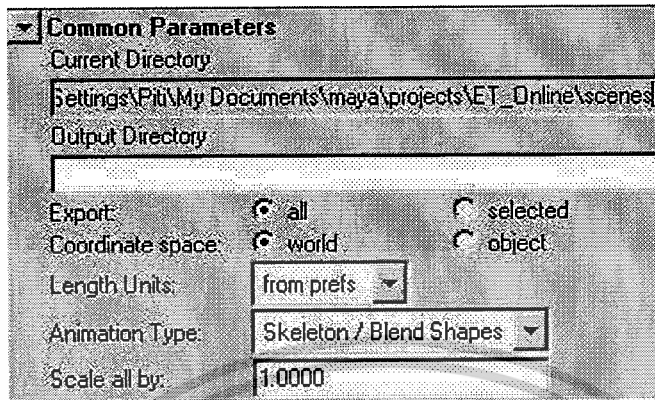 Common Parameters
Current Directory
Settings\Piti\My Documents\maya\projects\ET_Online\scenes
Output Directory
Export: all selected
Coordinate space: world object
Length Units: from prefs
Animation Type: Skeleton / Blend Shapes
Scale all by: 1.0000